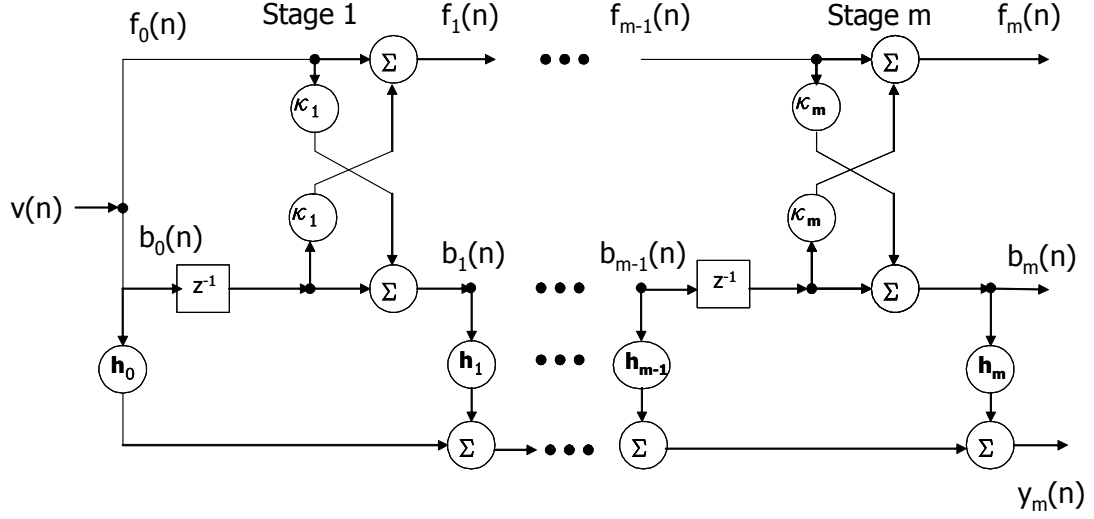 f₀(n) Stage 1 f₁(n) fₘ₋₁(n) Stage m fₘ(n)
Σ ••• Σ
κ₁ κₘ
v(n) κ₁ κₘ
b₀(n) b₁(n) bₘ₋₁(n) bₘ(n)
z⁻¹ Σ ••• z⁻¹ Σ
h₀ h₁ ••• hₘ₋₁ hₘ
Σ ••• Σ Σ
yₘ(n)